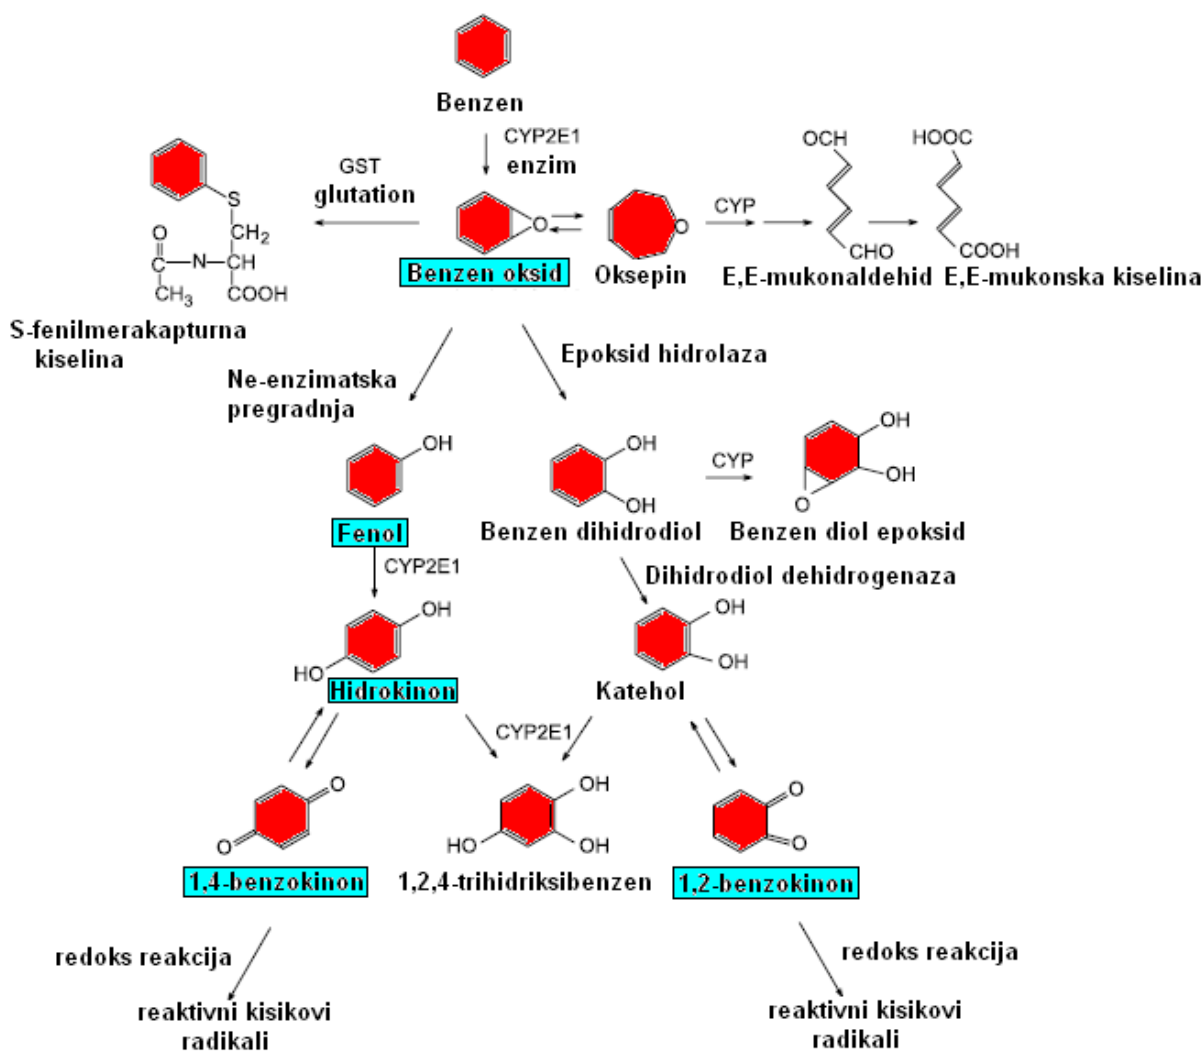 Benzen
CYP2E1
enzim
GST
glutation
S
O
CH2
N
CH
CH3
COOH
S-fenilmerakapturna
kiselina
O
Benzen oksid
O
Oksepin
CYP
OCH
CHO
E,E-mukonaldehid
HOOC
COOH
E,E-mukonska kiselina
Ne-enzimatska
pregradnja
Epoksid hidrolaza
OH
Fenol
OH
OH
Benzen dihidrodiol
CYP
OH
OH
O
Benzen diol epoksid
CYP2E1
Dihidrodiol dehidrogenaza
OH
HO
Hidrokinon
OH
OH
Katehol
CYP2E1
O
O
1,4-benzokinon
OH
HO
OH
1,2,4-trihidriksibenzen
O
O
1,2-benzokinon
redoks reakcija
reaktivni kisikovi
radikali
redoks reakcija
reaktivni kisikovi
radikali